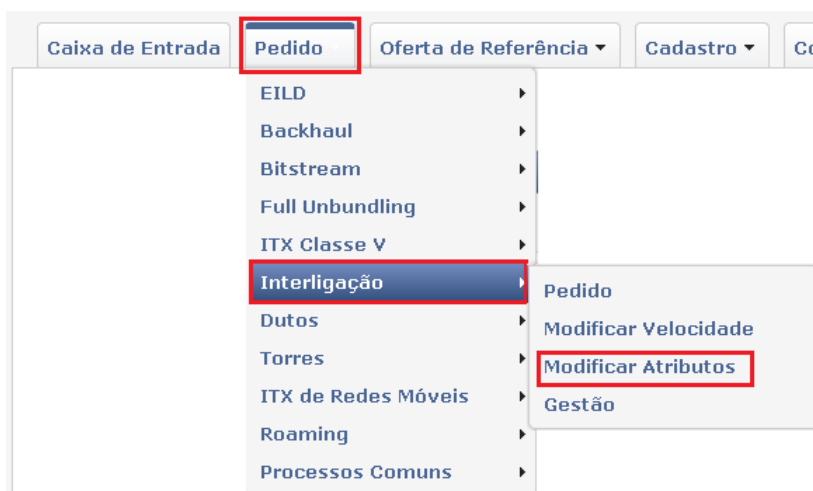 Caixa de Entrada Pedido Oferta de Referência Cadastro
EILD
Backhaul
Bitstream
Full Unbundling
ITX Classe V
Interligação
Dutos
Torres
ITX de Redes Móveis
Roaming
Processos Comuns
Pedido
Modificar Velocidade
Modificar Atributos
Gestão